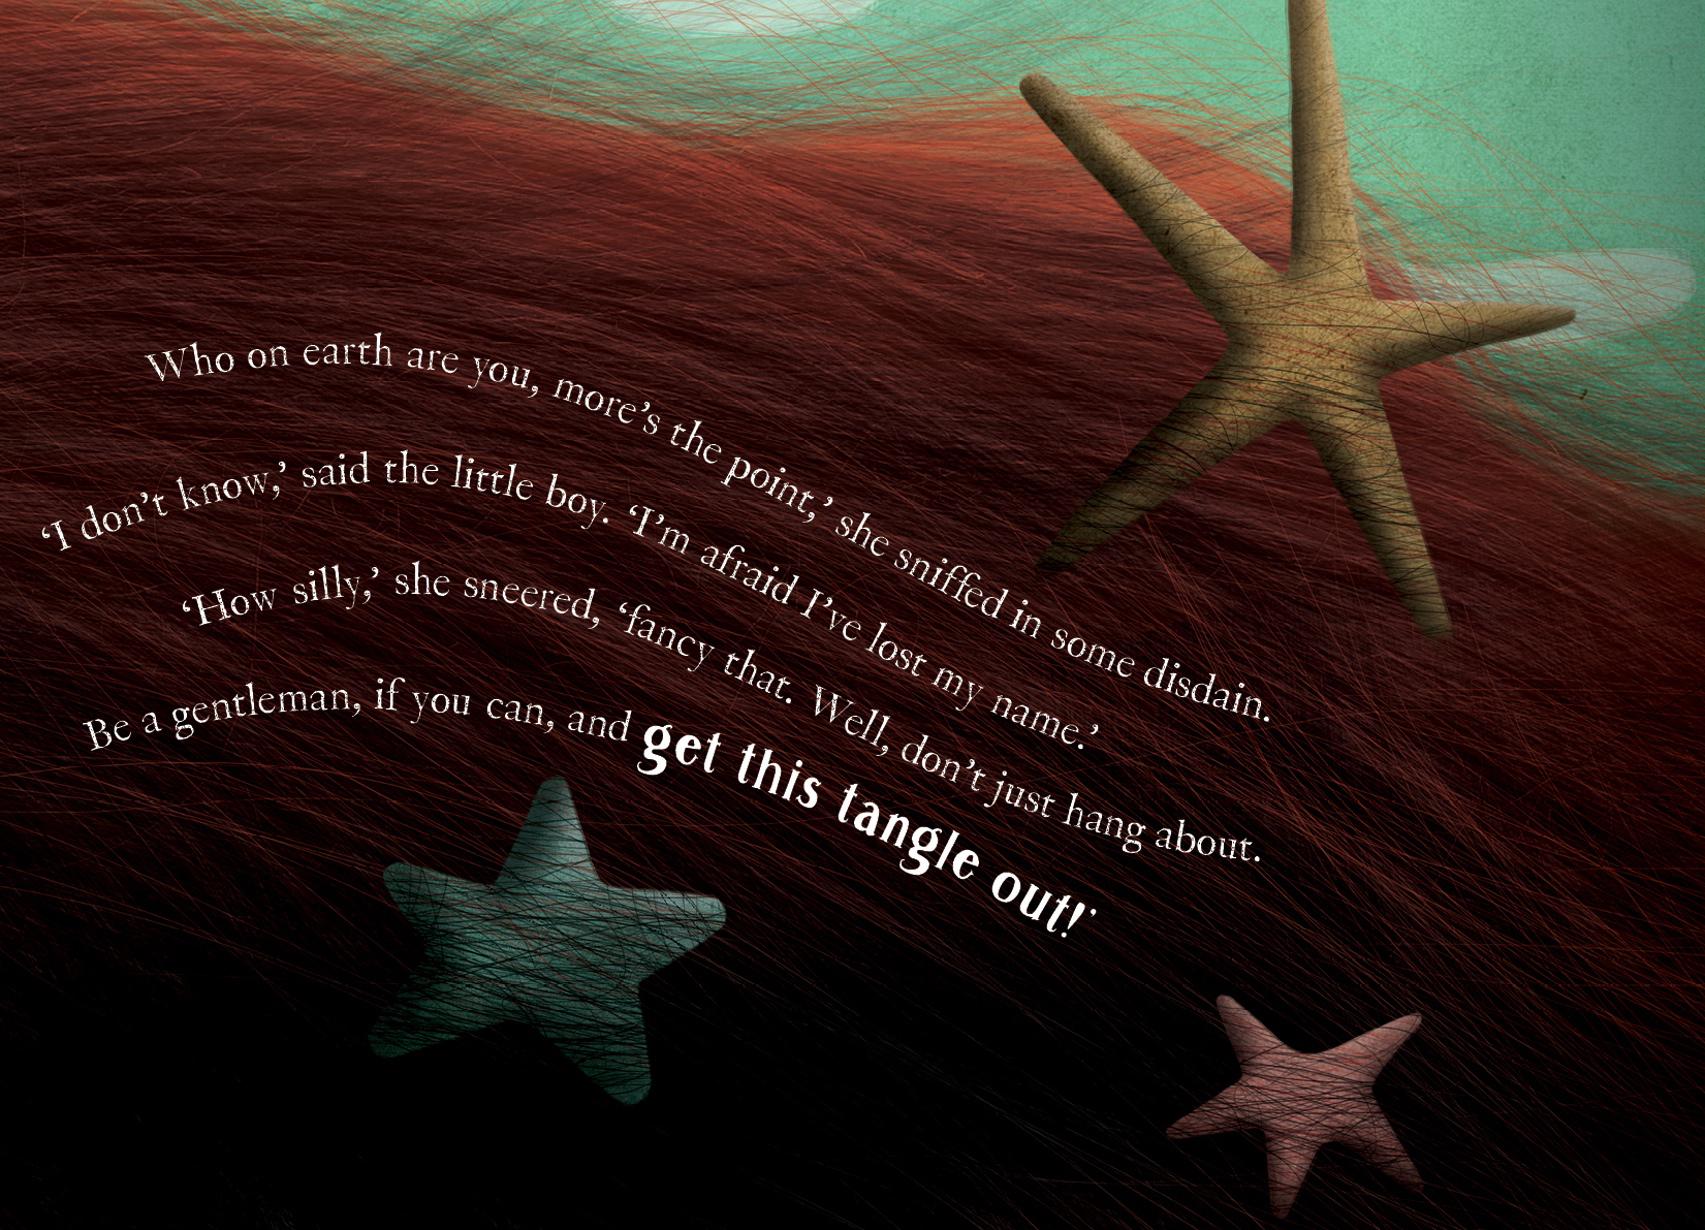 Who on earth are you, more’s the point,’ she sniffed in some disdain.
‘I don’t know,’ said the little boy. ‘I’m afraid I’ve lost my name.’
‘How silly,’ she sneered, ‘fancy that. Well, don’t just hang about.
Be a gentleman, if you can, and get this tangle out!’